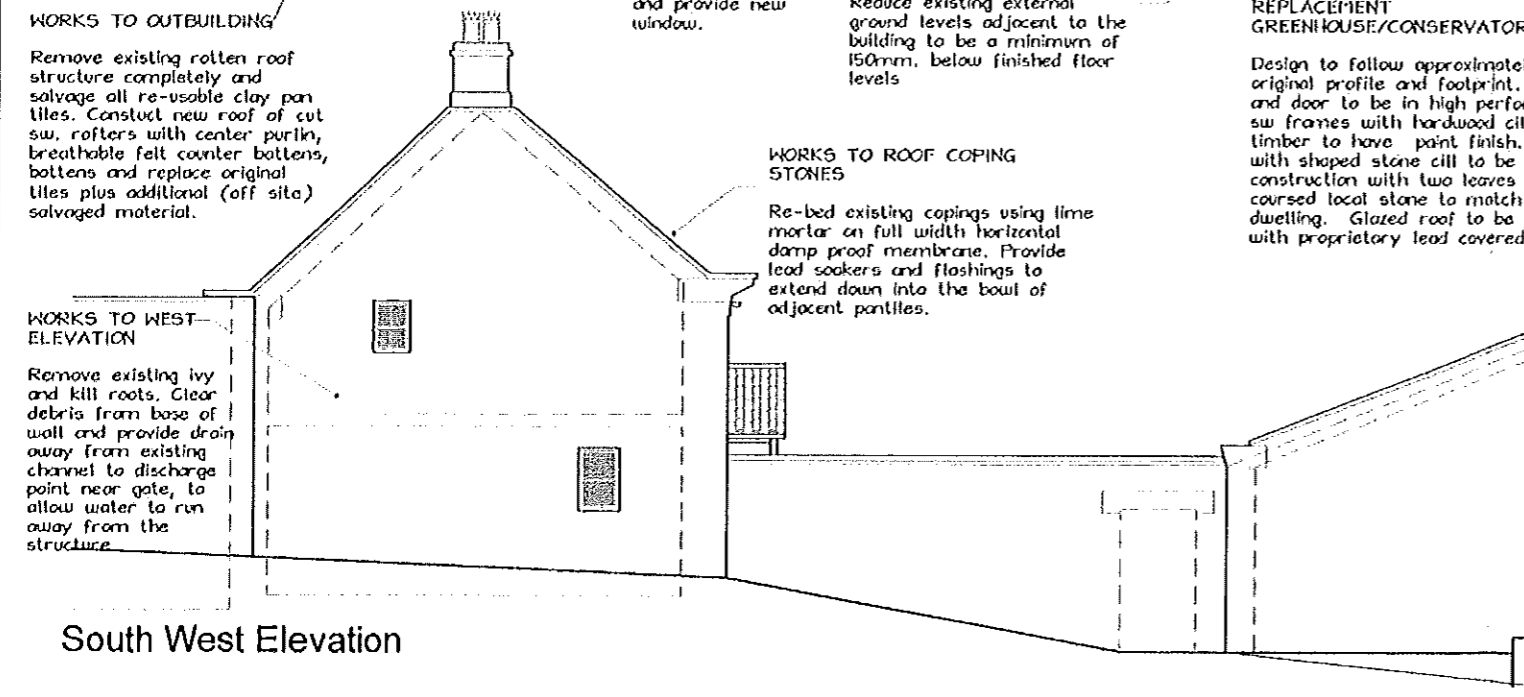 WORKS TO OUTBUILDING
Remove existing rotten roof
structure completely and
salvage all re-usable clay pan
tiles. Constuct new roof of cut
sw. rafters with center purlin,
breathable felt counter battens,
battens and replace original
tiles plus additional (off site)
salvaged material.
and provide new
window.
Reduce existing external
ground levels adjacent to the
building to be a minimum of
150mm. below finished floor
levels
REPLACEMENT
GREENHOUSE/CONSERVATOR
Design to follow approximatel
original profile and footprint.
and door to be in high perfo
sw frames with hardwood cil
timber to have paint finish.
with shaped stone cill to be
construction with two leaves
coursed local stone to match
dwelling. Glazed roof to be
with proprietory lead covered
WORKS TO ROOF COPING
STONES
Re-bed existing copings using lime
mortar on full width horizontal
damp proof membrane. Provide
lead soakers and flashings to
extend down into the bowl of
adjacent pantiles.
WORKS TO WEST
ELEVATION
Remove existing ivy
and kill roots. Clear
debris from base of
wall and provide drain
away from existing
channel to discharge
point near gate, to
allow water to run
away from the
structure
South West Elevation